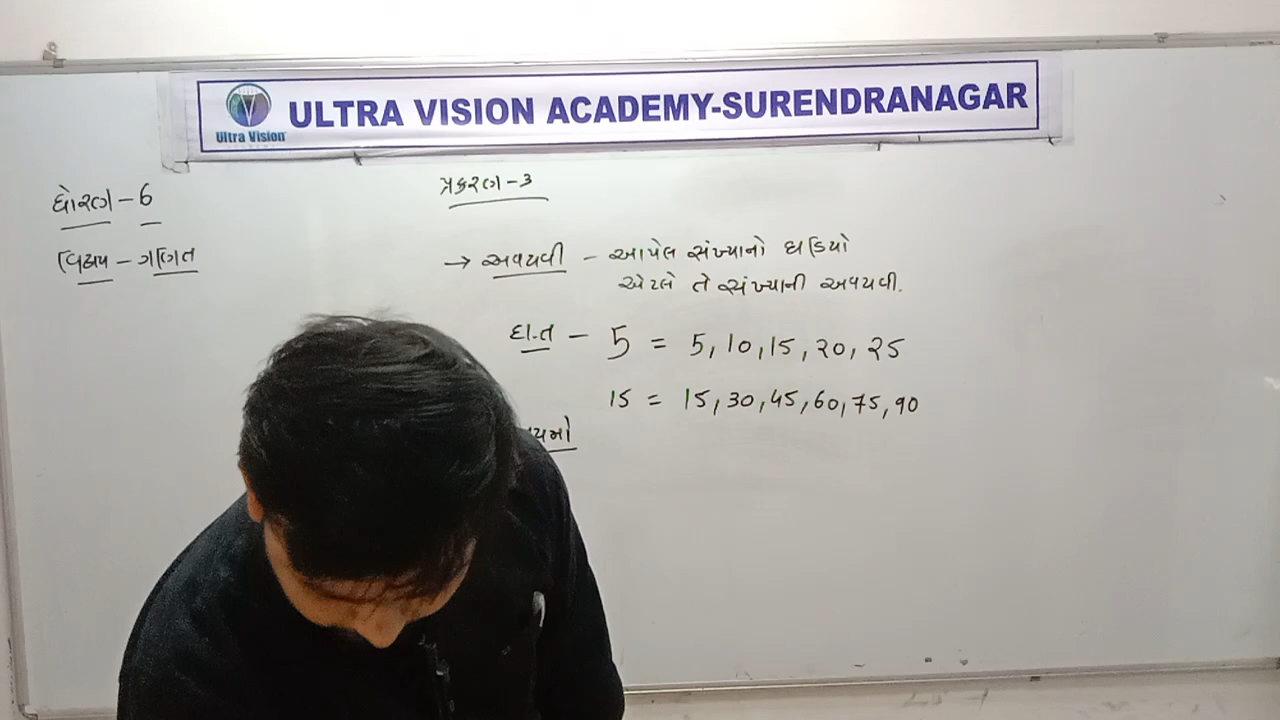 ULTRA VISION ACADEMY-SURENDRANAGAR
Ultra Vision
ધોરણ - 6
વિષય - ગણિત
પ્રકરણ - ૩
→ અવયવી - આપેલ સંખ્યાનો ઘડિયો
એટલે તે સંખ્યાની અવયવી.
દા.ત - 5 = 5, 10, 15, 20, 25
15 = 15, 30, 45, 60, 75, 90